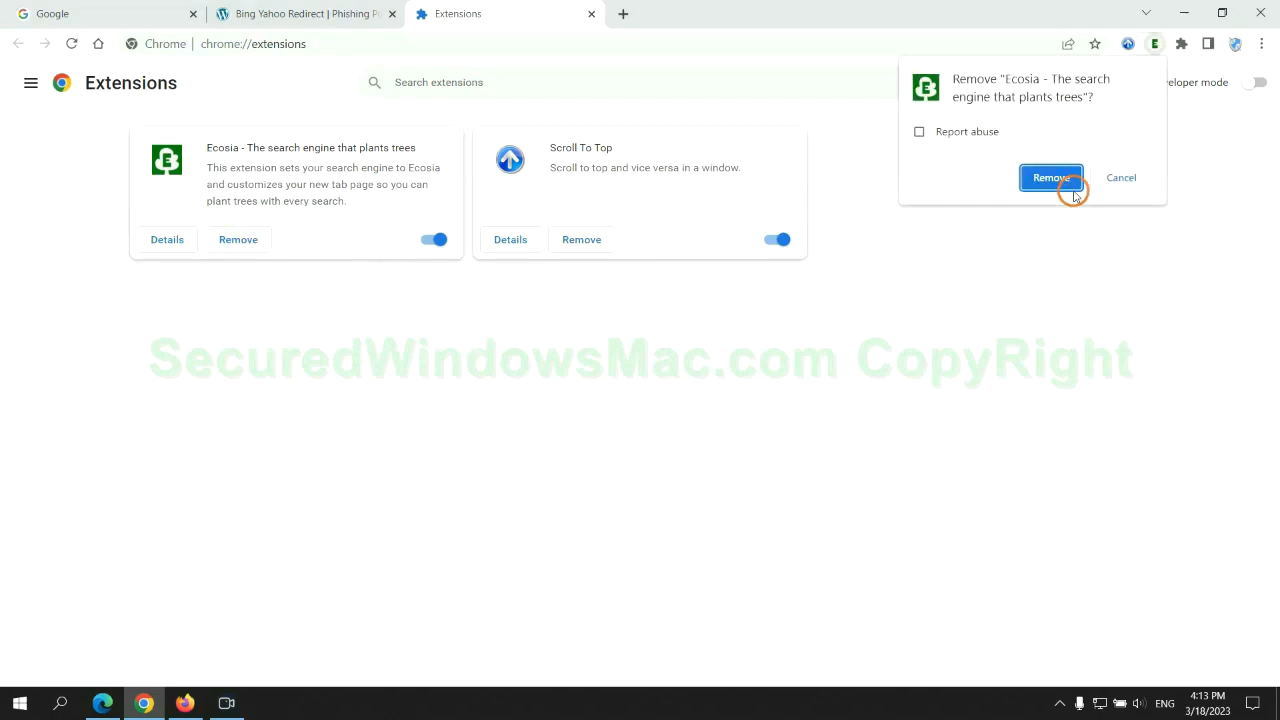 Google
Bing Yahoo Redirect | Phishing P
Extensions
Chrome | chrome://extensions
Extensions
Search extensions
eloper mode
Remove "Ecosia - The search
engine that plants trees"?
Report abuse
Remove
Cancel
Ecosia - The search engine that plants trees
This extension sets your search engine to Ecosia
and customizes your new tab page so you can
plant trees with every search.
Details
Remove
Scroll To Top
Scroll to top and vice versa in a window.
Details
Remove
SecuredWindowsMac.com CopyRight
ENG
4:13 PM
3/18/2023